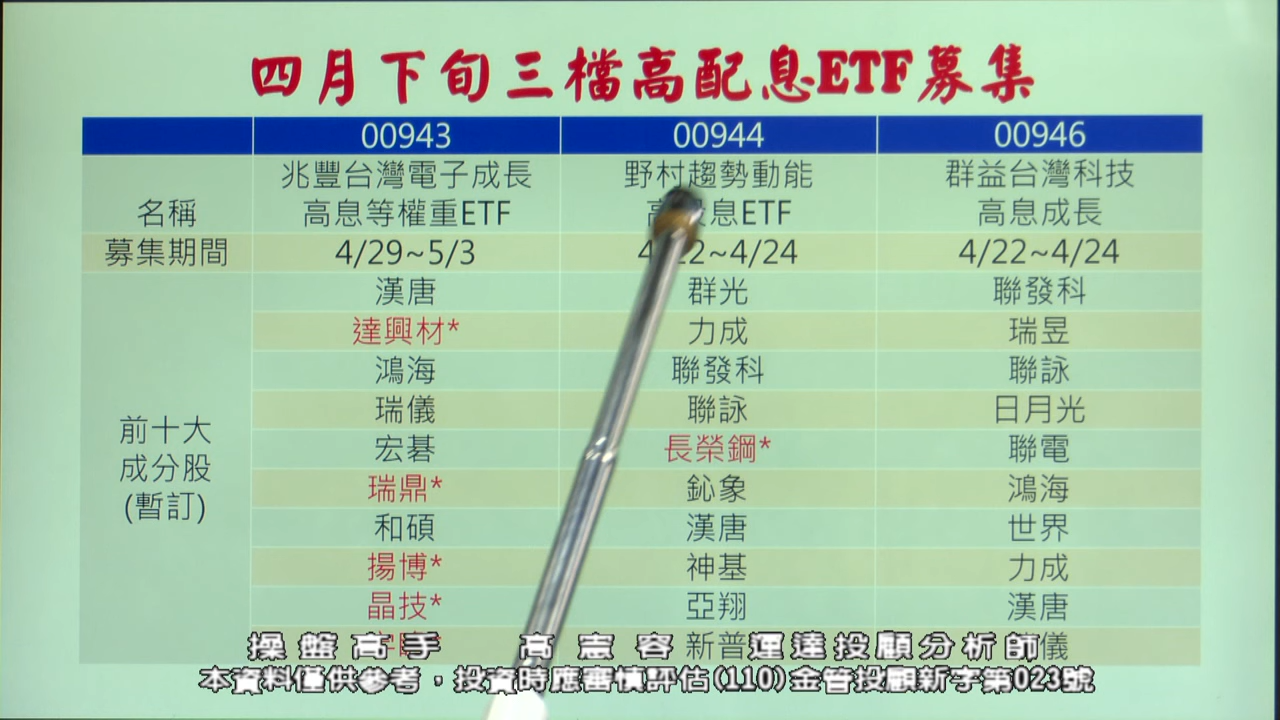 四月下旬三檔高配息ETF募集
00943 00944 00946
名稱 兆豐台灣電子成長高息等權重ETF 野村趨勢動能高息ETF 群益台灣科技高息成長
募集期間 4/29~5/3 22~4/24 4/22~4/24
前十大成分股(暫訂)
漢唐 群光 聯發科
達興材* 力成 瑞昱
鴻海 聯發科 聯詠
瑞儀 聯詠 日月光
宏碁 長榮鋼* 聯電
瑞鼎* 鈊象 鴻海
和碩 漢唐 世界
揚博* 神基 力成
晶技* 亞翔 漢唐
新普 儀
操盤高手 高憲容 運達投顧分析師
本資料僅供參考，投資時應審慎評估(110)金管投顧新字第023號